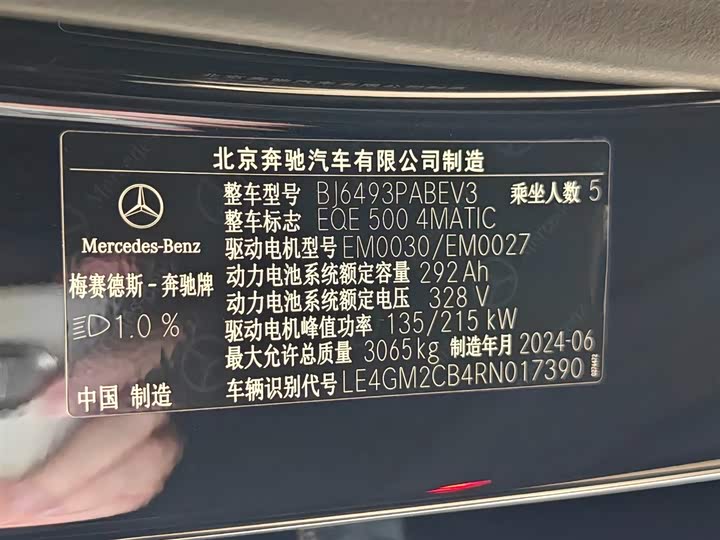 北京奔驰汽车有限公司制造
整车型号 BJ6493PABEV3 乘坐人数 5
整车标志 EQE 500 4MATIC
Mercedes-Benz
驱动电机型号 EM0030/EM0027
梅赛德斯-奔驰牌
动力电池系统额定容量 292Ah
动力电池系统额定电压 328 V
1.0 %
驱动电机峰值功率 135/215 kW
最大允许总质量 3065kg 制造年月 2024-06
中国 制造
车辆识别代号 LE4GM2CB4RN017390